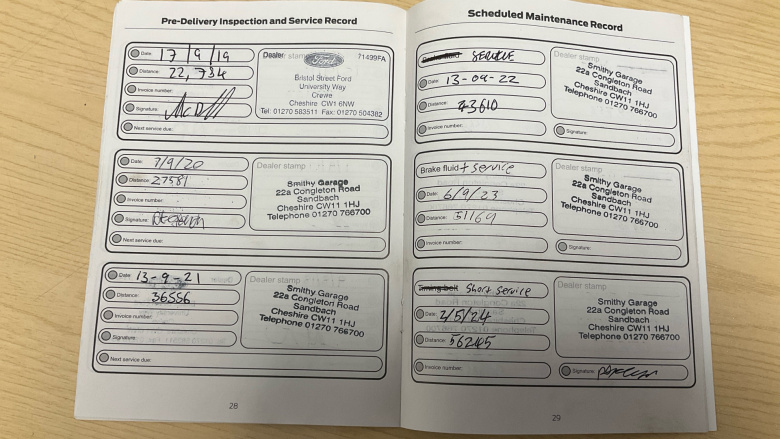 Pre-Delivery Inspection and Service Record
Date: 17/9/19
Distance: 22,734
Invoice number:
Signature:
Next service due:
Dealer stamp
Ford
71499FA
Bristol Street Ford
University Way
Crewe
Cheshire CW1 6NW
Tel: 01270 583511 Fax: 01270 504382
Date: 7/9/20
Distance: 27581
Invoice number:
Signature:
Next service due:
Dealer stamp
Smithy Garage
22a Congleton Road
Sandbach
Cheshire CW11 1HJ
Telephone 01270 766700
Date: 13-9-21
Distance: 36556
Invoice number:
Signature:
Next service due:
Dealer stamp
Smithy Garage
22a Congleton Road
Sandbach
Cheshire CW11 1HJ
Telephone 01270 766700
28
Scheduled Maintenance Record
Brake fluid SERVICE
Date: 13-09-22
Distance: 43610
Invoice number:
Dealer stamp
Smithy Garage
22a Congleton Road
Sandbach
Cheshire CW11 1HJ
Telephone 01270 766700
Signature:
Brake fluid + service
Date: 6/9/23
Distance: 51169
Invoice number:
Dealer stamp
Smithy Garage
22a Congleton Road
Sandbach
Cheshire CW11 1HJ
Telephone 01270 766700
Signature:
Timing belt Short service
Date: 2/5/24
Distance:
Invoice number:
Dealer stamp
Smithy Garage
22a Congleton Road
Sandbach
Cheshire CW11 1HJ
Telephone 01270 766700
Signature:
29